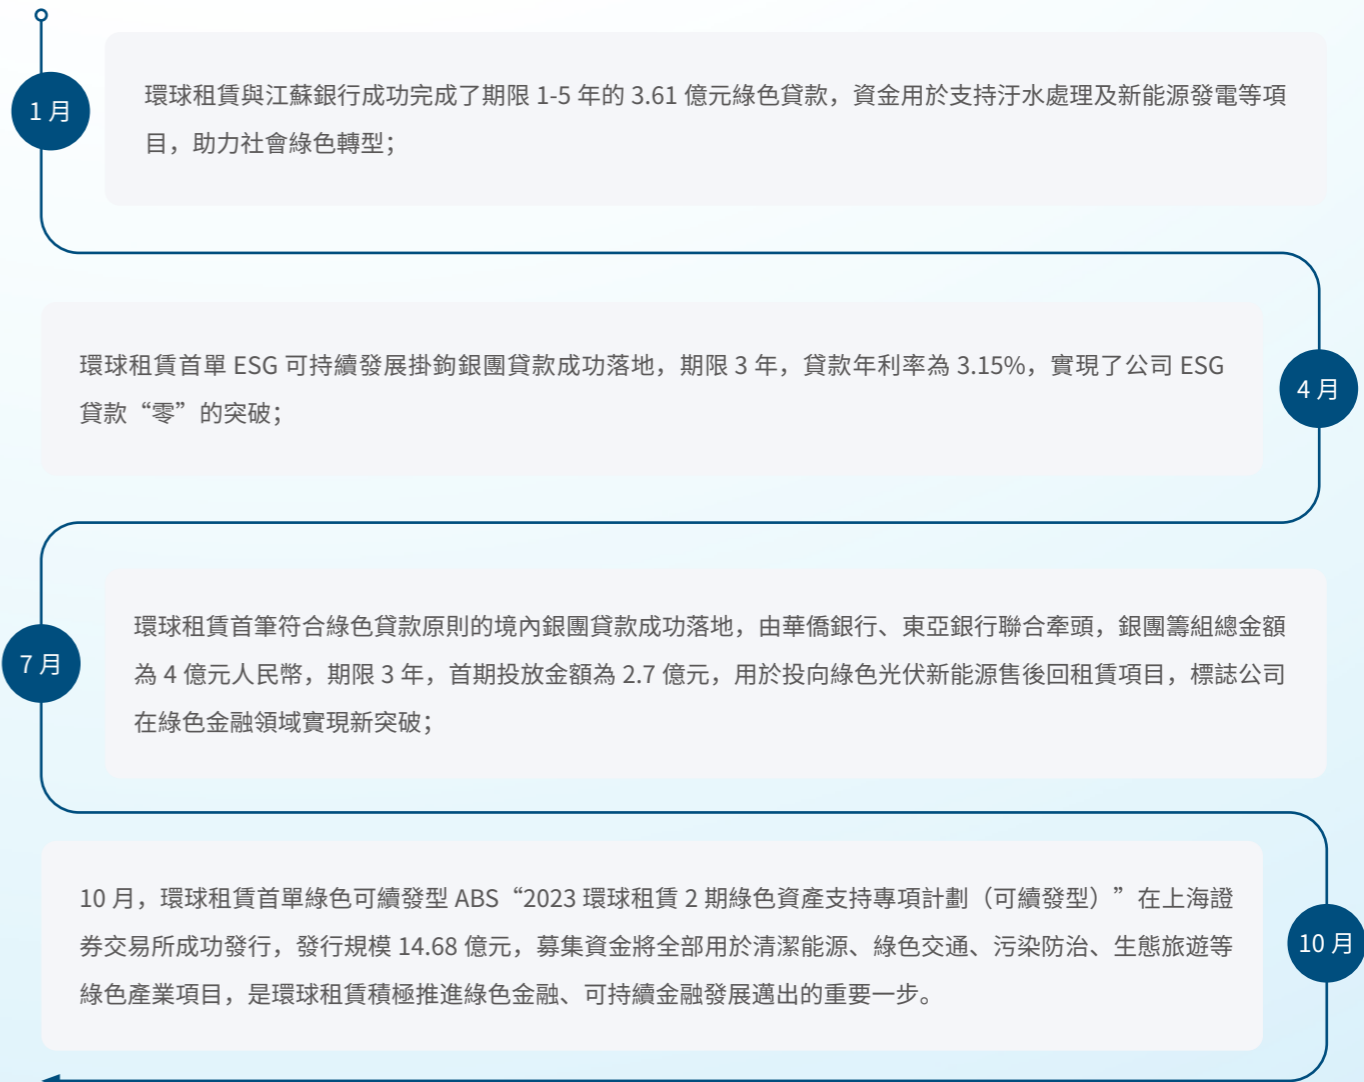 1 月
環球租賃與江蘇銀行成功完成了期限 1-5 年的 3.61 億元綠色貸款，資金用於支持汙水處理及新能源發電等項
目，助力社會綠色轉型；
環球租賃首單 ESG 可持續發展掛鉤銀團貸款成功落地，期限 3 年，貸款年利率為 3.15%，實現了公司 ESG
貸款“零”的突破；
4 月
7 月
環球租賃首筆符合綠色貸款原則的境內銀團貸款成功落地，由華僑銀行、東亞銀行聯合牽頭，銀團籌組總金額
為 4 億元人民幣，期限 3 年，首期投放金額為 2.7 億元，用於投向綠色光伏新能源售後回租賃項目，標誌公司
在綠色金融領域實現新突破；
10 月，環球租賃首單綠色可續發型 ABS“2023 環球租賃 2 期綠色資產支持專項計劃（可續發型）”在上海證
券交易所成功發行，發行規模 14.68 億元，募集資金將全部用於清潔能源、綠色交通、污染防治、生態旅遊等
綠色產業項目，是環球租賃積極推進綠色金融、可持續金融發展邁出的重要一步。
10 月